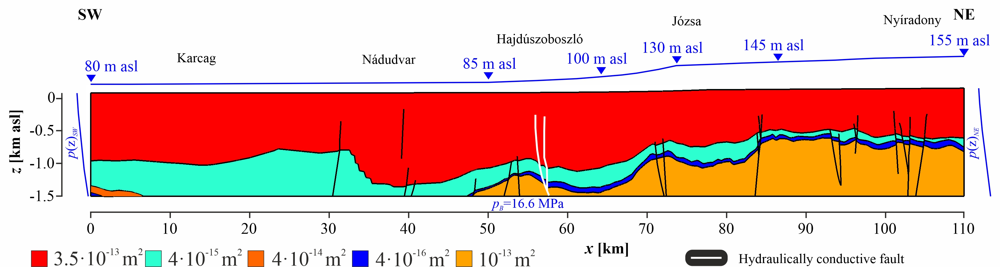 SW
NE
Józsa
Nyíradony
Hajdúszoboszló
155 m asl
145 m asl
130 m asl
Karcag
Nádudvar
100 m asl
85 m asl
80 m asl
z [km asl]
0
-0.5
-1.0
-1.5
p(z)SW
p(z)NE
pB=16.6 MPa
0 10 20 30 40 50 60 70 80 90 100 110
x [km]
3.5·10⁻¹³ m² 4·10⁻¹⁵ m² 4·10⁻¹⁴ m² 4·10⁻¹⁶ m² 10⁻¹³ m² Hydraulically conductive fault